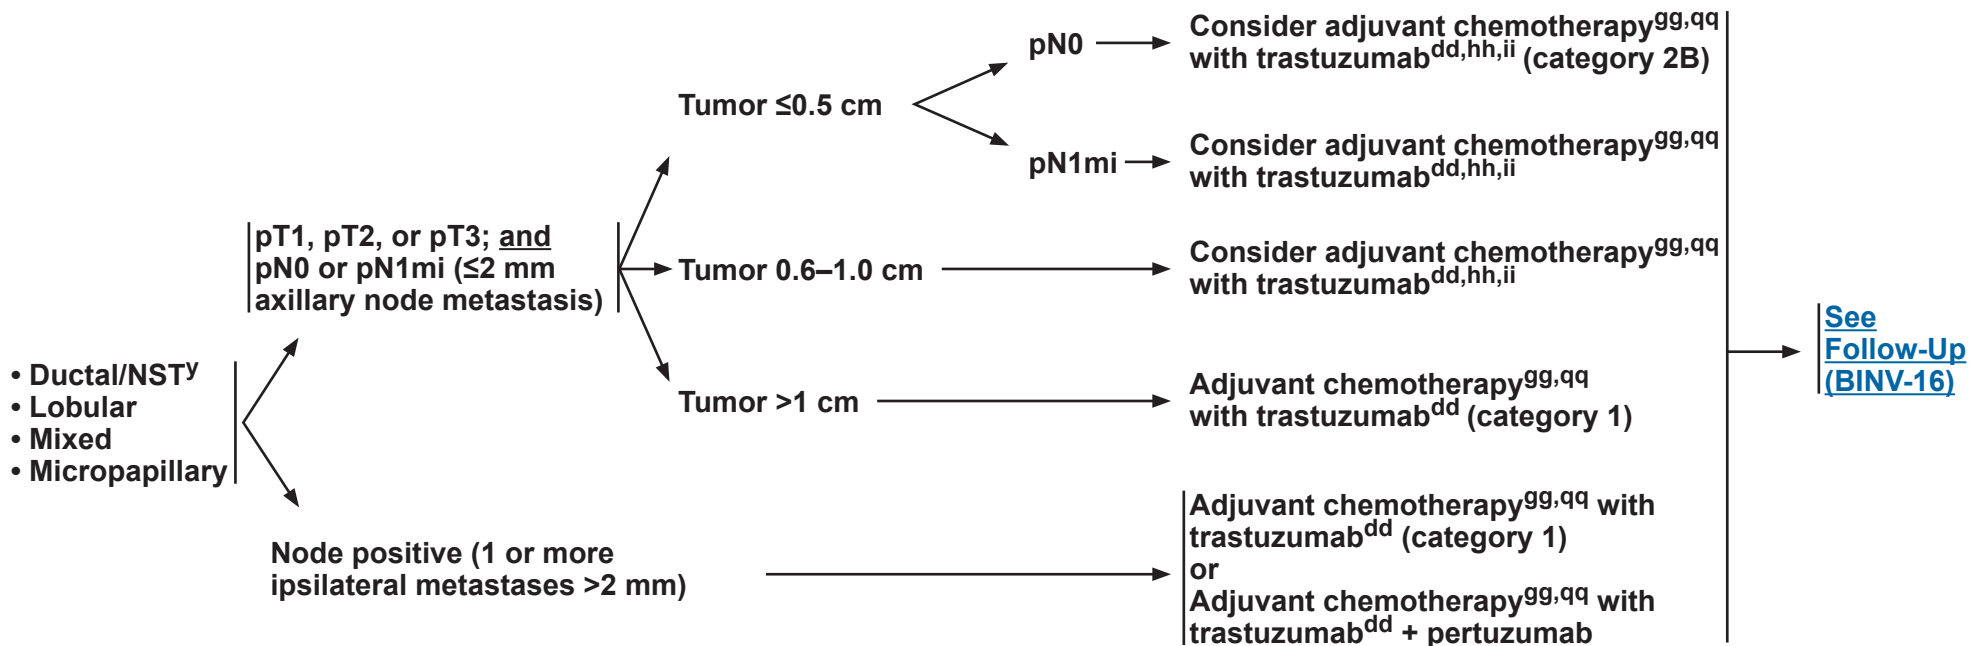 • Ductal/NSTy
• Lobular
• Mixed
• Micropapillary
pT1, pT2, or pT3; and
pN0 or pN1mi (≤2 mm
axillary node metastasis)
Tumor ≤0.5 cm
pN0
Consider adjuvant chemotherapygg,qq
with trastuzumabdd,hh,ii (category 2B)
pN1mi
Consider adjuvant chemotherapygg,qq
with trastuzumabdd,hh,ii
Tumor 0.6–1.0 cm
Consider adjuvant chemotherapygg,qq
with trastuzumabdd,hh,ii
Tumor >1 cm
Adjuvant chemotherapygg,qq
with trastuzumabdd (category 1)
Node positive (1 or more
ipsilateral metastases >2 mm)
Adjuvant chemotherapygg,qq with
trastuzumabdd (category 1)
or
Adjuvant chemotherapygg,qq with
trastuzumabdd + pertuzumab
See
Follow-Up
(BINV-16)